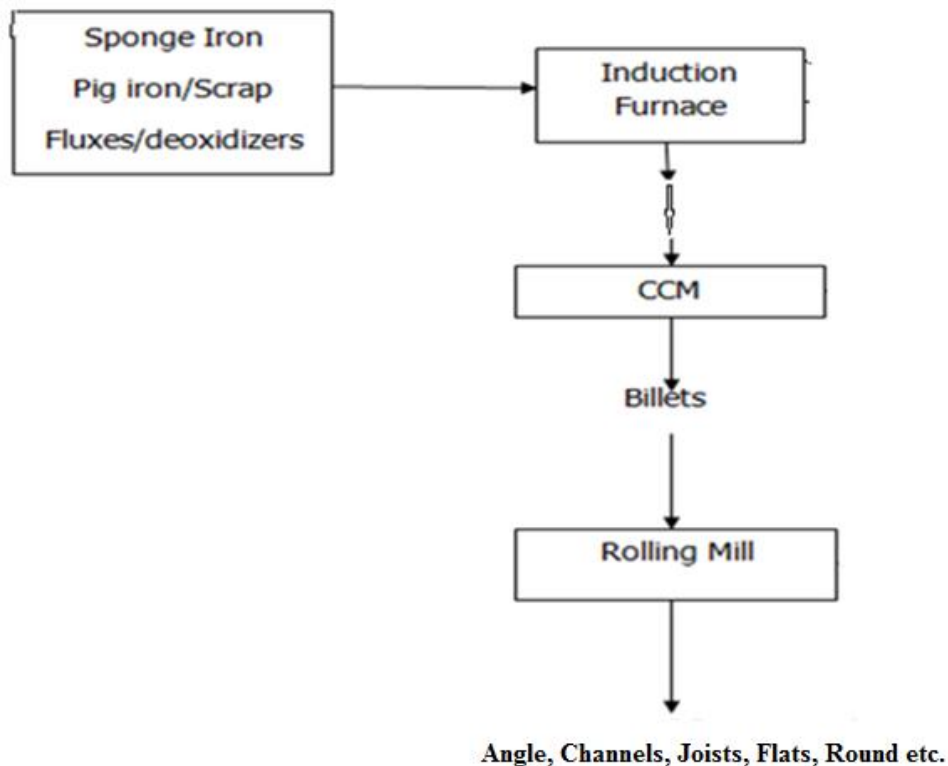 Sponge Iron
Pig iron/Scrap
Fluxes/deoxidizers
Induction
Furnace
CCM
Billets
Rolling Mill
Angle, Channels, Joists, Flats, Round etc.